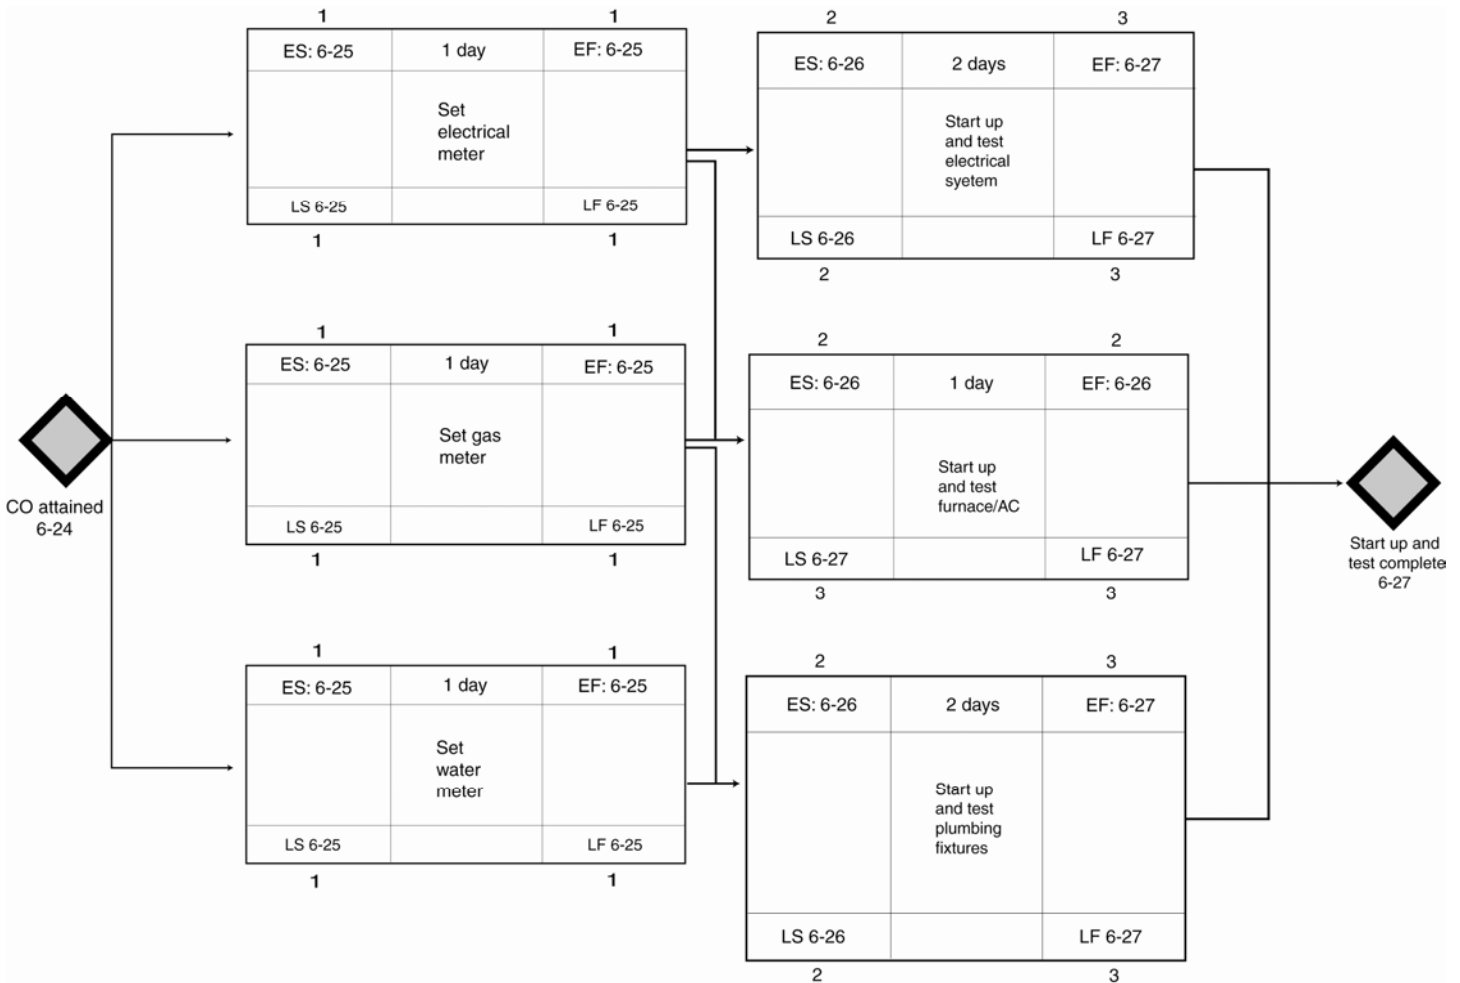 1 1
ES: 6-25 1 day EF: 6-25
Set
electrical
meter
LS 6-25 LF 6-25
1 1
2 3
ES: 6-26 2 days EF: 6-27
Start up
and test
electrical
syetem
LS 6-26 LF 6-27
2 3
1 1
ES: 6-25 1 day EF: 6-25
Set gas
meter
LS 6-25 LF 6-25
1 1
CO attained
6-24
2 2
ES: 6-26 1 day EF: 6-26
Start up
and test
furnace/AC
LS 6-27 LF 6-27
3 3
Start up and
test complete
6-27
1 1
ES: 6-25 1 day EF: 6-25
Set
water
meter
LS 6-25 LF 6-25
1 1
2 3
ES: 6-26 2 days EF: 6-27
Start up
and test
plumbing
fixtures
LS 6-26 LF 6-27
2 3